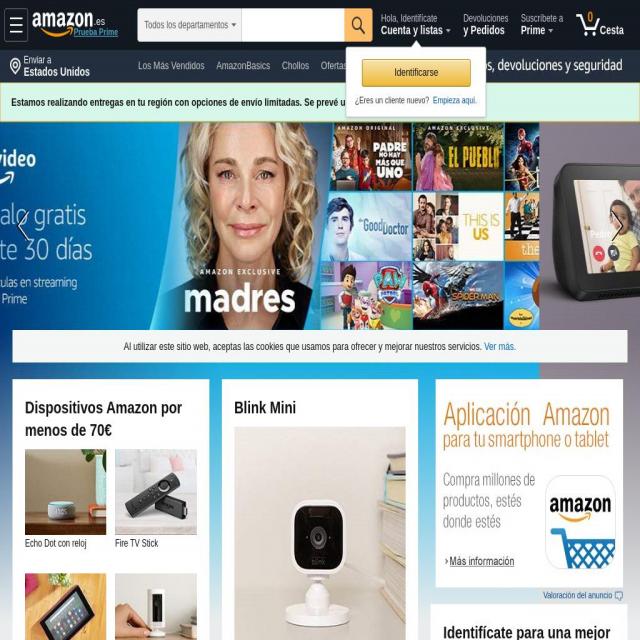 amazon.es
Prueba Prime
Todos los departamentos
Hola, Identifícate
Cuenta y listas
Devoluciones
y Pedidos
Suscríbete a
Prime
0
Cesta
Enviar a
Estados Unidos
Los Más Vendidos
AmazonBasics
Chollos
Ofertas
devoluciones y seguridad
Identificarse
¿Eres un cliente nuevo? Empieza aquí.
Estamos realizando entregas en tu región con opciones de envío limitadas. Se prevé
video
gratis
30 días
en streaming
Prime
AMAZON EXCLUSIVE
madres
AMAZON ORIGINAL
PADRE
NO HAY
MÁS QUE
UNO
AMAZON EXCLUSIVE
EL PUEBLO
the
Good Doctor
THIS IS
US
the
PAW
PATROL
SPIDER-MAN
Al utilizar este sitio web, aceptas las cookies que usamos para ofrecer y mejorar nuestros servicios. Ver más.
Dispositivos Amazon por
menos de 70€
Echo Dot con reloj
Fire TV Stick
Blink Mini
blink
Aplicación Amazon
para tu smartphone o tablet
Compra millones de
productos, estés
donde estés
amazon
› Más información
Valoración del anuncio
Identifícate para una mejor